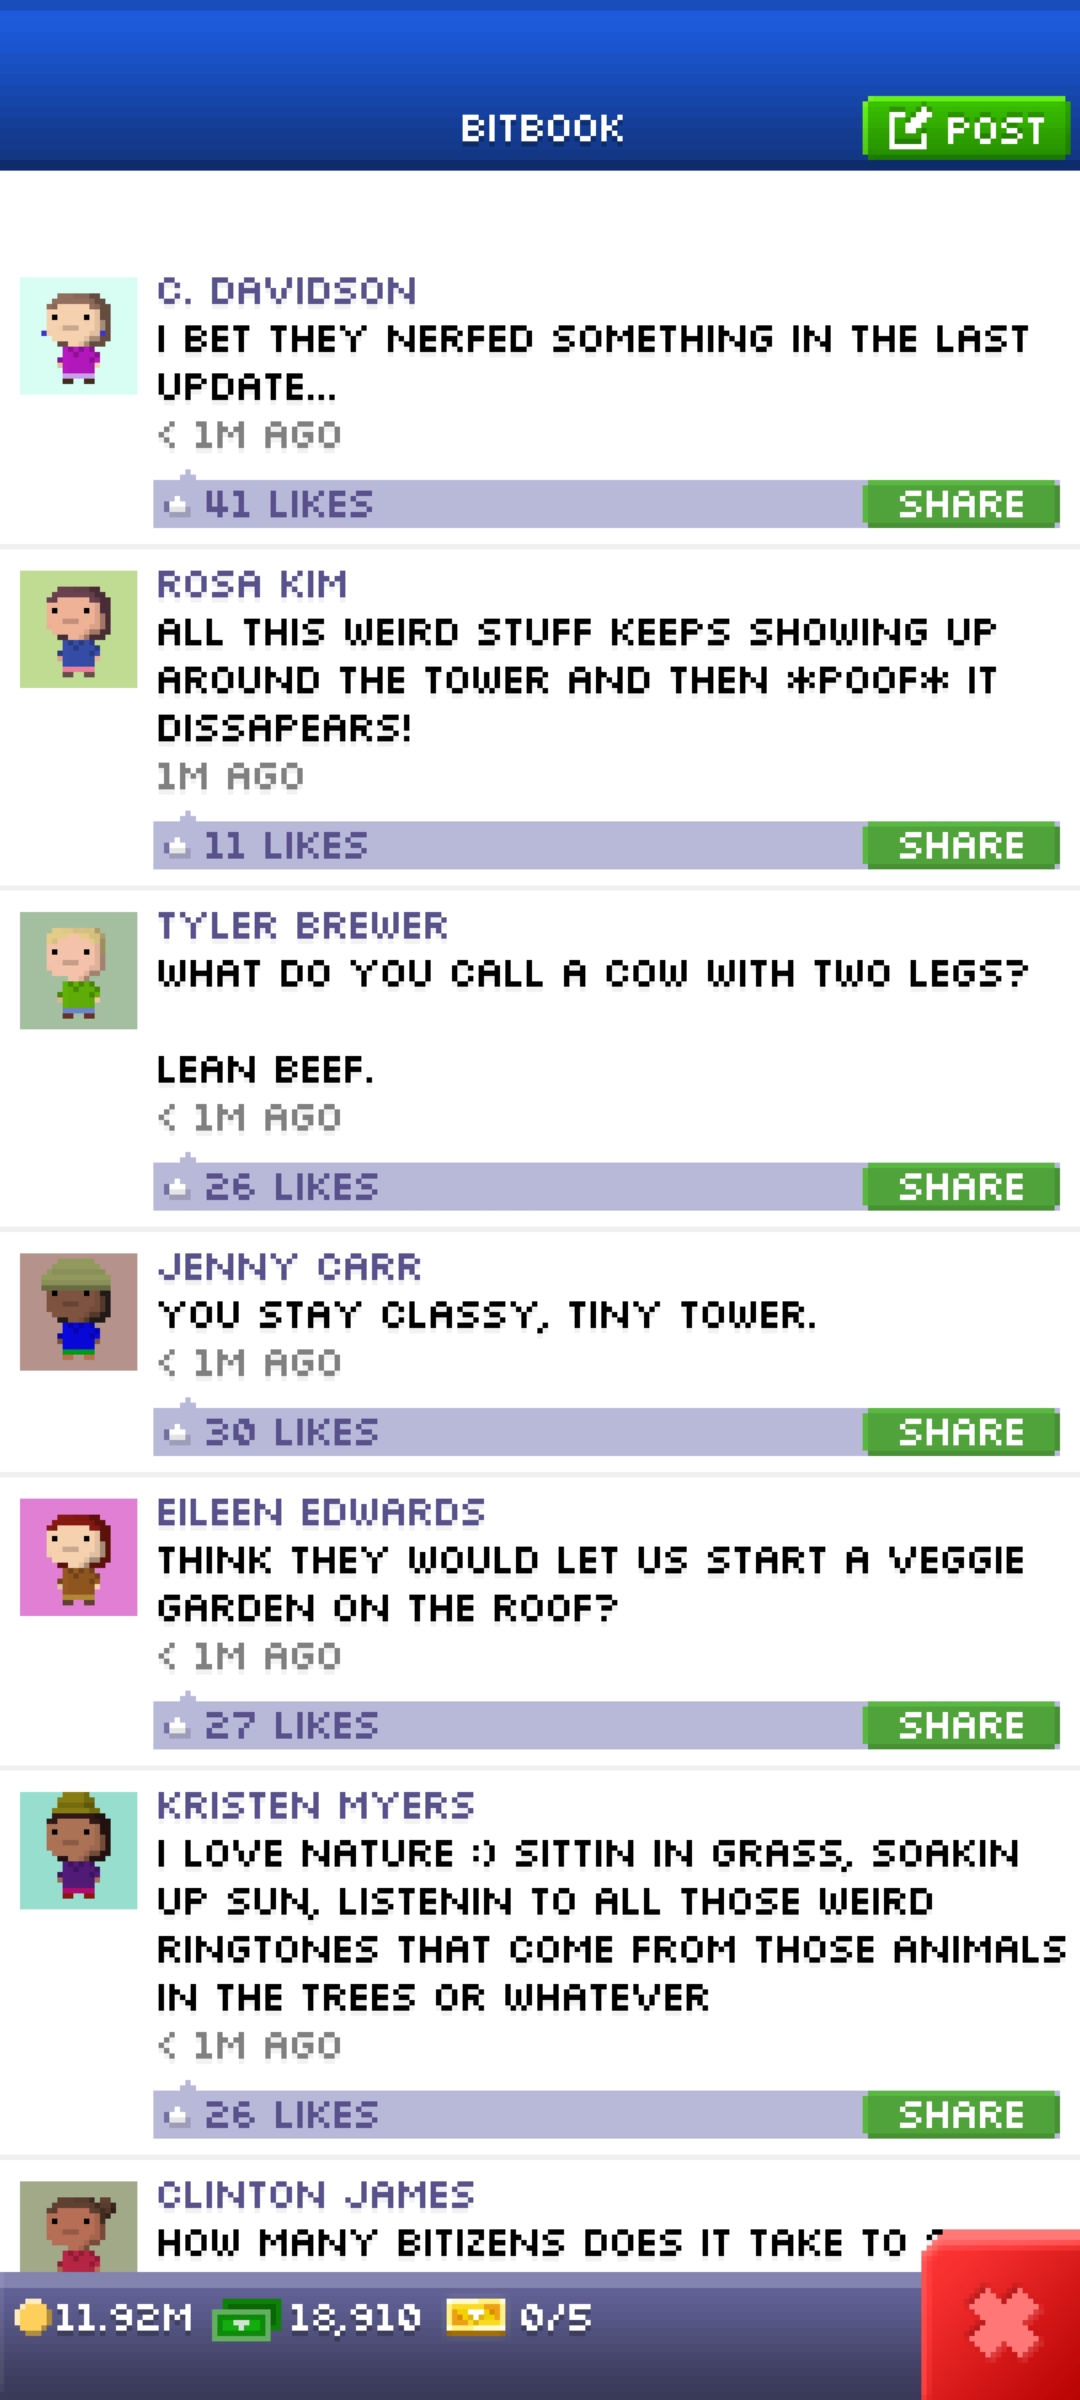 BITBOOK
POST
C. DAVIDSON
I BET THEY NERFED SOMETHING IN THE LAST
UPDATE...
< 1M AGO
41 LIKES
SHARE
ROSA KIM
ALL THIS WEIRD STUFF KEEPS SHOWING UP
AROUND THE TOWER AND THEN *POOF* IT
DISSAPEARS!
1M AGO
11 LIKES
SHARE
TYLER BREWER
WHAT DO YOU CALL A COW WITH TWO LEGS?
LEAN BEEF.
< 1M AGO
26 LIKES
SHARE
JENNY CARR
YOU STAY CLASSY, TINY TOWER.
< 1M AGO
30 LIKES
SHARE
EILEEN EDWARDS
THINK THEY WOULD LET US START A VEGGIE
GARDEN ON THE ROOF?
< 1M AGO
27 LIKES
SHARE
KRISTEN MYERS
I LOVE NATURE :) SITTIN IN GRASS, SOAKIN
UP SUN, LISTENIN TO ALL THOSE WEIRD
RINGTONES THAT COME FROM THOSE ANIMALS
IN THE TREES OR WHATEVER
< 1M AGO
26 LIKES
SHARE
CLINTON JAMES
HOW MANY BITIZENS DOES IT TAKE TO
11.92M
18,910
0/5